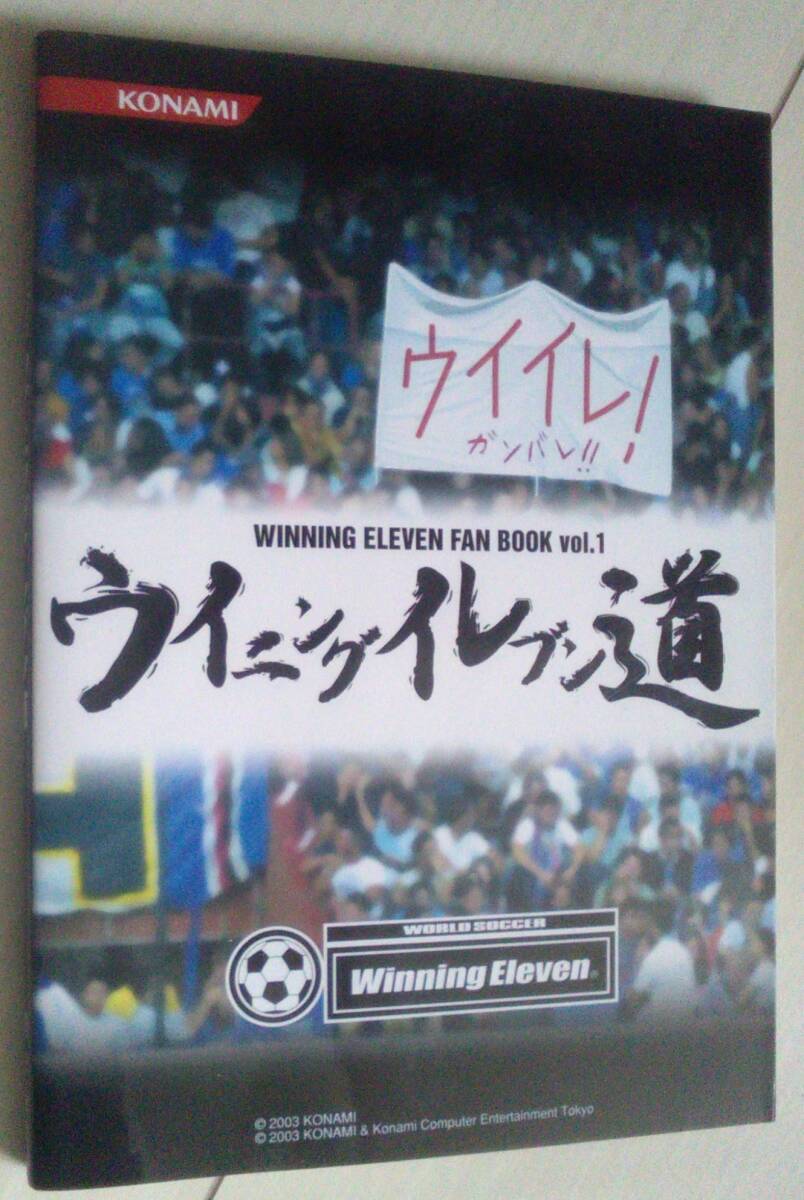 KONAMI
ウイイレ!
ガンバレ!!
WINNING ELEVEN FAN BOOK vol.1
ウイニングイレブン道
WORLD SOCCER
Winning Eleven®
© 2003 KONAMI
© 2003 KONAMI & Konami Computer Entertainment Tokyo